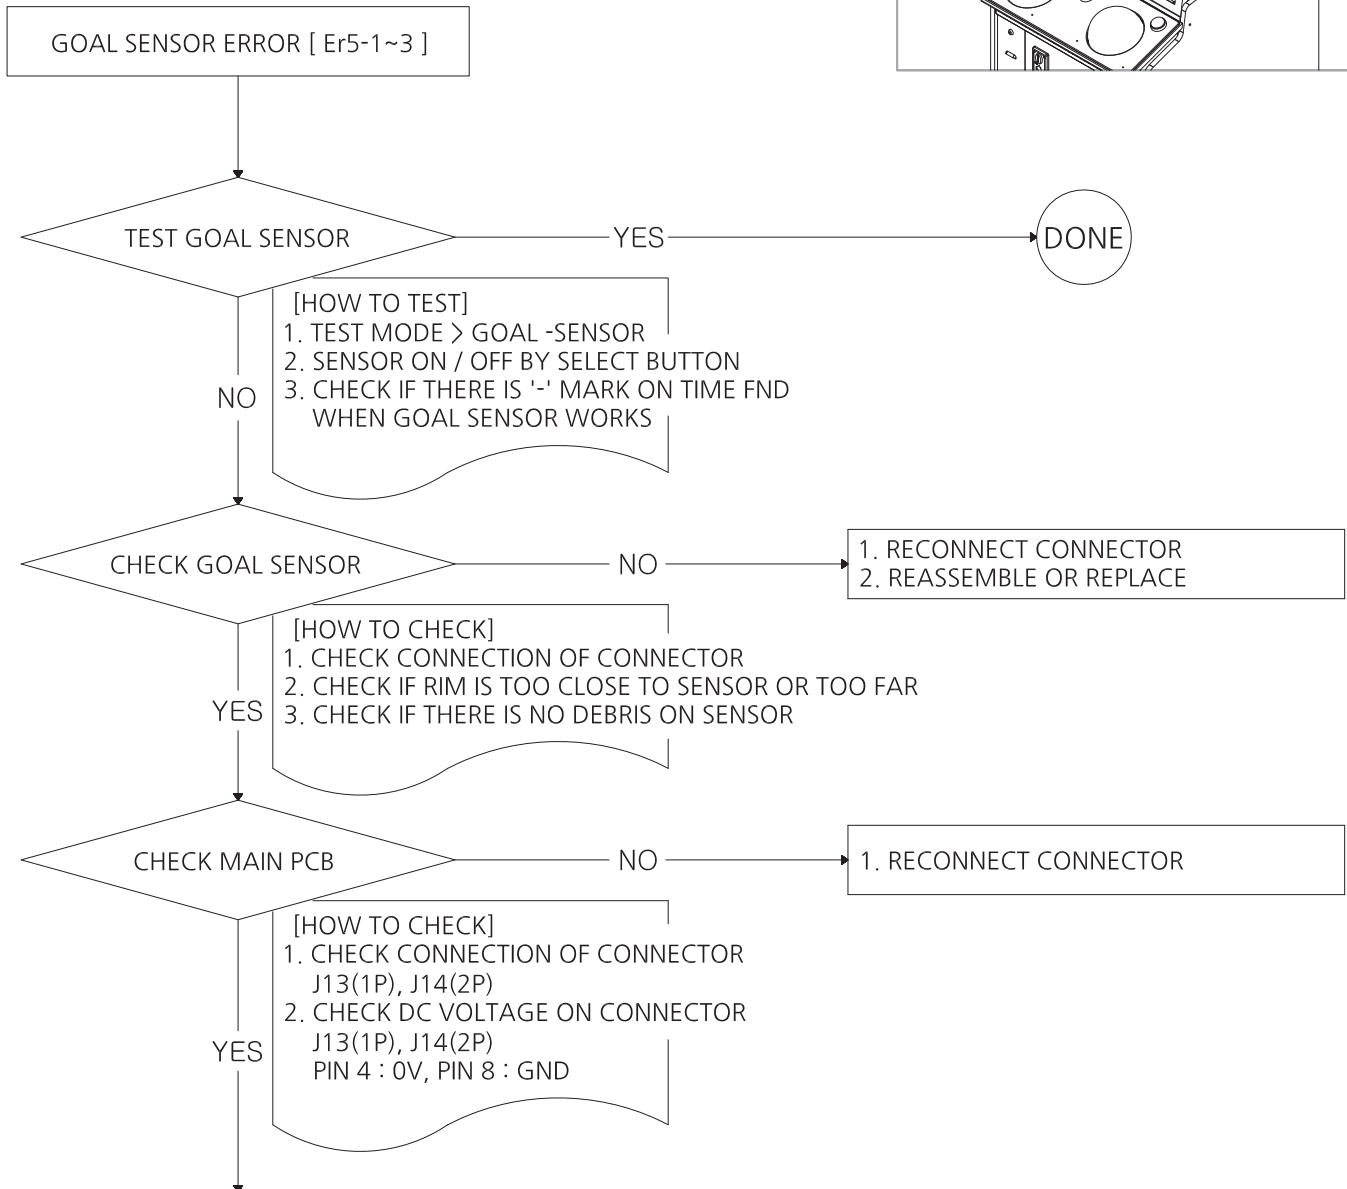 GOAL SENSOR ERROR [ Er5-1~3 ]
TEST GOAL SENSOR
YES
DONE
[HOW TO TEST]
1. TEST MODE > GOAL -SENSOR
2. SENSOR ON / OFF BY SELECT BUTTON
3. CHECK IF THERE IS '-' MARK ON TIME FND
WHEN GOAL SENSOR WORKS
NO
CHECK GOAL SENSOR
NO
1. RECONNECT CONNECTOR
2. REASSEMBLE OR REPLACE
[HOW TO CHECK]
1. CHECK CONNECTION OF CONNECTOR
2. CHECK IF RIM IS TOO CLOSE TO SENSOR OR TOO FAR
3. CHECK IF THERE IS NO DEBRIS ON SENSOR
YES
CHECK MAIN PCB
NO
1. RECONNECT CONNECTOR
[HOW TO CHECK]
1. CHECK CONNECTION OF CONNECTOR
J13(1P), J14(2P)
2. CHECK DC VOLTAGE ON CONNECTOR
J13(1P), J14(2P)
PIN 4 : 0V, PIN 8 : GND
YES